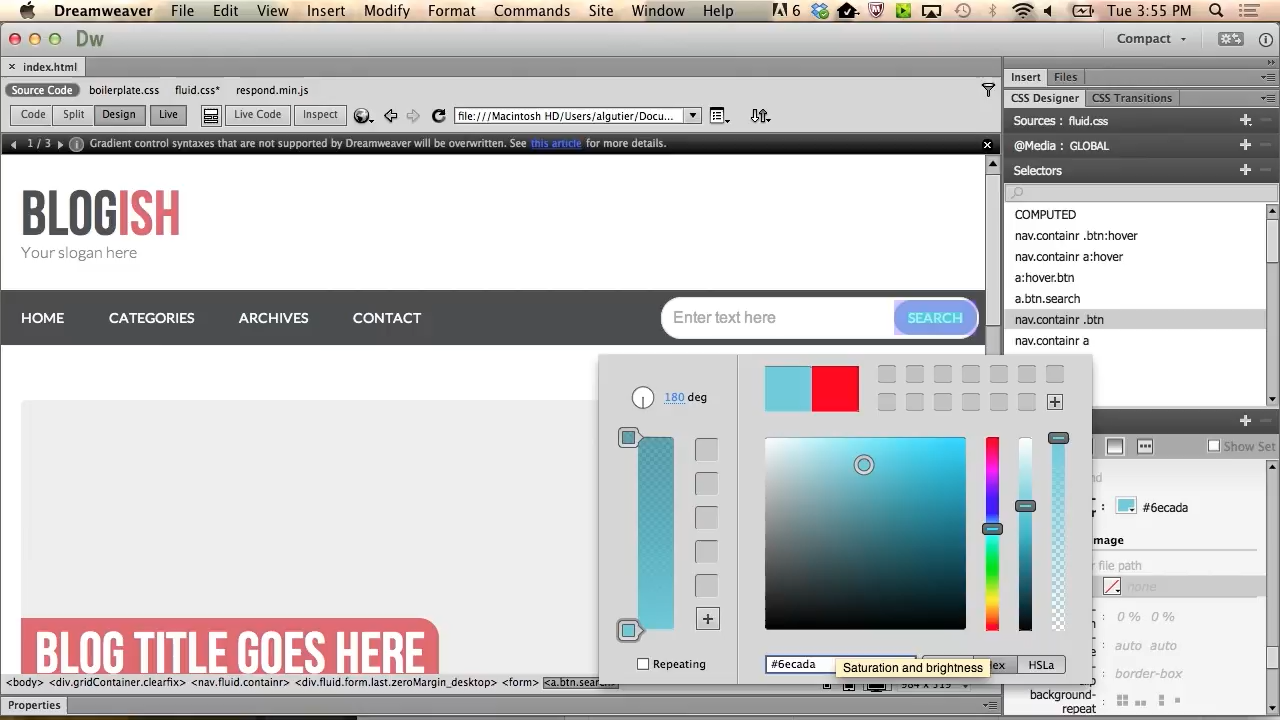 Dreamweaver File Edit View Insert Modify Format Commands Site Window Help 6 Tue 3:55 PM
Dw Compact
× index.html Insert Files
Source Code boilerplate.css fluid.css* respond.min.js CSS Designer CSS Transitions
Code Split Design Live Live Code Inspect file:///Macintosh HD/Users/algutier/Docu...
Sources : fluid.css
1 / 3 Gradient control syntaxes that are not supported by Dreamweaver will be overwritten. See this article for more details.
@Media : GLOBAL
Selectors
COMPUTED
nav.containr .btn:hover
nav.containr a:hover
a:hover.btn
a.btn.search
nav.containr .btn
nav.containr a
BLOGISH
Your slogan here
HOME CATEGORIES ARCHIVES CONTACT Enter text here SEARCH
180 deg
Show Set
: #6ecada
mage
r file path
none
0 % 0 %
auto auto
border-box
background-
repeat
BLOG TITLE GOES HERE
Repeating #6ecada Saturation and brightness ex HSLa
<body> <div.gridContainer.clearfix> <nav.fluid.containr> <div.fluid.form.last.zeroMargin_desktop> <form> <a.btn.search> 984 x 519
Properties